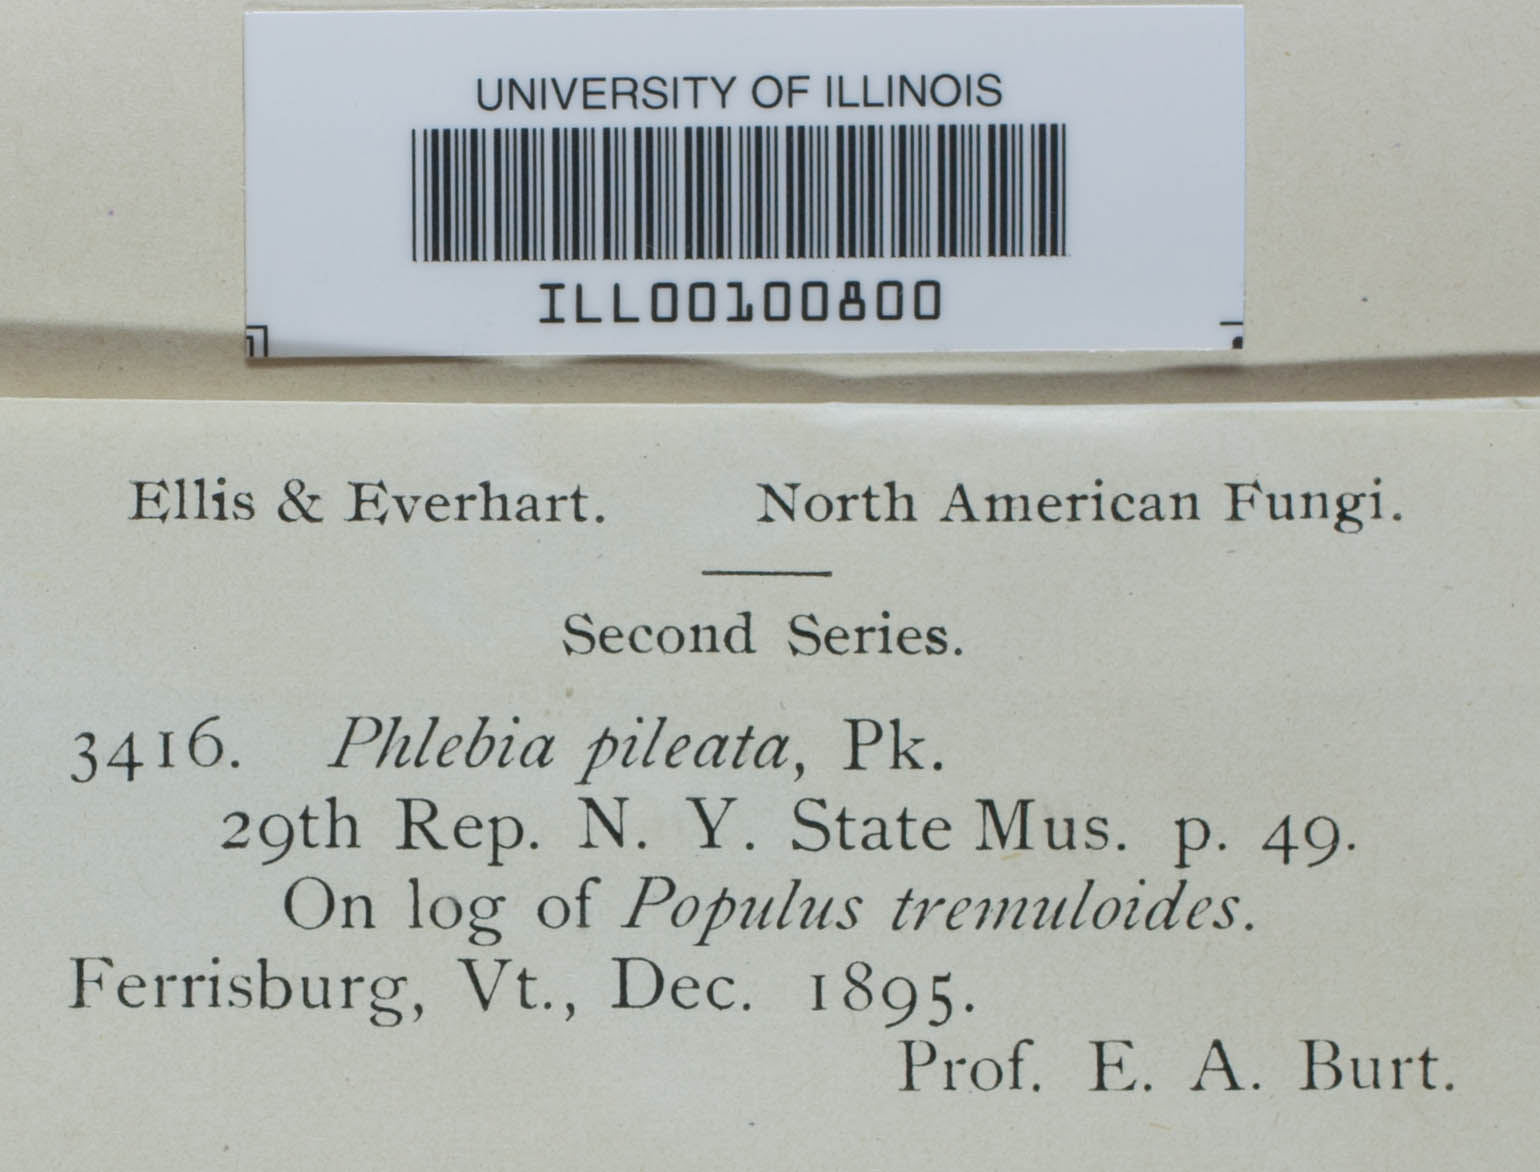 UNIVERSITY OF ILLINOIS
ILL00100800
Ellis & Everhart. North American Fungi.
Second Series.
3416. Phlebia pileata, Pk.
29th Rep. N. Y. State Mus. p. 49.
On log of Populus tremuloides.
Ferrisburg, Vt., Dec. 1895.
Prof. E. A. Burt.